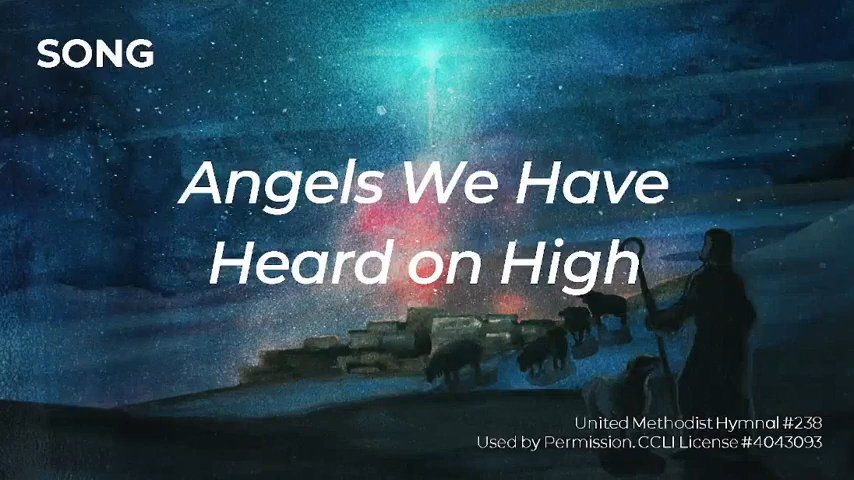 SONG
Angels We Have
Heard on High
United Methodist Hymnal #238
Used by Permission. CCLI License #4043093